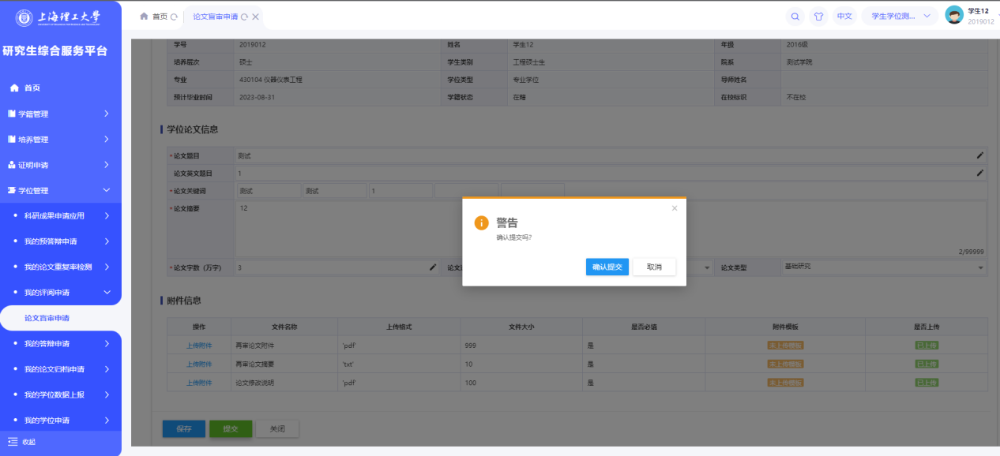 上海理工大学
首页
论文盲审申请
中文
学生学位测...
学生12
2019012
研究生综合服务平台
首页
学籍管理
培养管理
证明申请
学位管理
科研成果申请应用
我的预答辩申请
我的论文重复率检测
我的评阅申请
论文盲审申请
我的答辩申请
我的论文归档申请
我的学位数据上报
我的学位申请
收起
学号 2019012 姓名 学生12 年级 2016级
培养层次 硕士 学生类别 工程硕士生 院系 测试学院
专业 430104 仪器仪表工程 学位类型 专业学位 导师姓名
预计毕业时间 2023-08-31 学籍状态 在籍 在校标识 不在校
学位论文信息
*论文题目 测试
论文英文题目 1
*论文关键词 测试 测试 1
*论文摘要 12
2/99999
*论文字数（万字） 3 论文 论文类型 基础研究
警告
确认提交吗?
确认提交 取消
附件信息
操作 文件名称 上传格式 文件大小 是否必填 附件模板 是否上传
上传附件 再审论文附件 'pdf' 999 是 未上传模板 已上传
上传附件 再审论文摘要 'txt' 10 是 未上传模板 已上传
上传附件 论文修改说明 'pdf' 100 是 未上传模板 已上传
保存 提交 关闭